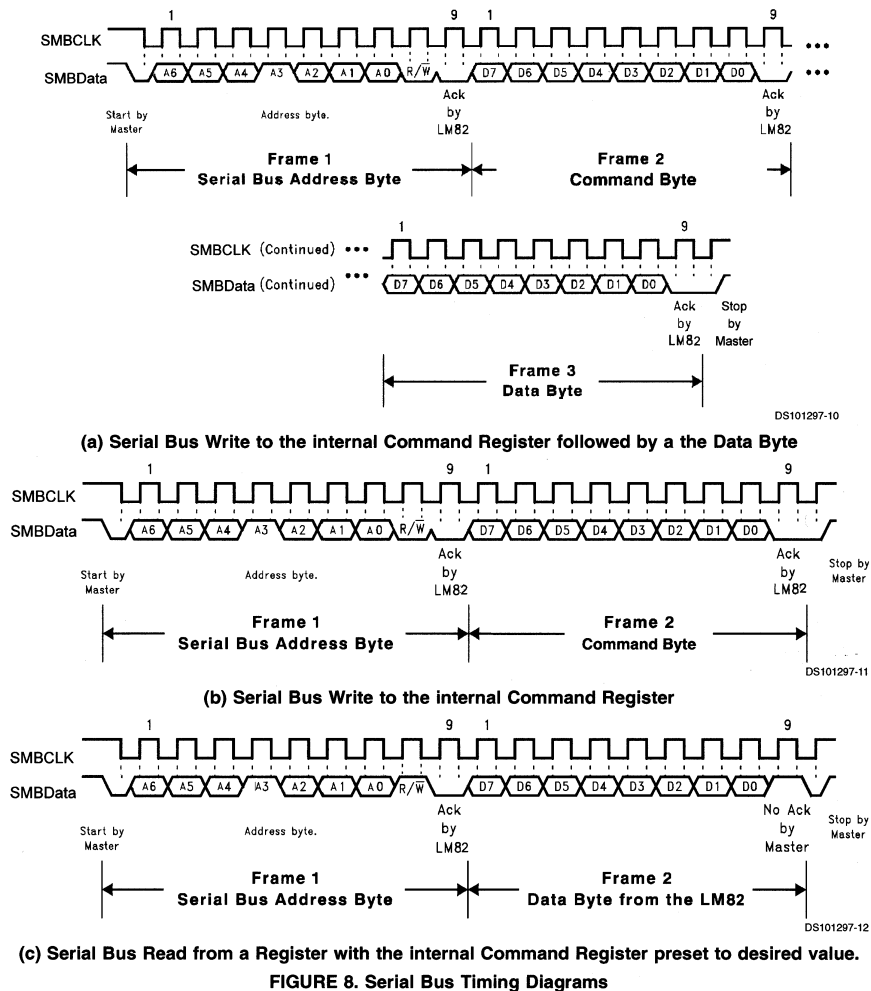 1 9 1 9
SMBCLK
SMBData A6 A5 A4 A3 A2 A1 A0 R/W̅ D7 D6 D5 D4 D3 D2 D1 D0
Start by Master
Address byte.
Ack by LM82
Ack by LM82
Frame 1
Serial Bus Address Byte
Frame 2
Command Byte
1 9
SMBCLK (Continued)
SMBData (Continued) D7 D6 D5 D4 D3 D2 D1 D0
Ack by LM82
Stop by Master
Frame 3
Data Byte
DS101297-10
(a) Serial Bus Write to the internal Command Register followed by a the Data Byte
1 9 1 9
SMBCLK
SMBData A6 A5 A4 A3 A2 A1 A0 R/W̅ D7 D6 D5 D4 D3 D2 D1 D0
Start by Master
Address byte.
Ack by LM82
Ack by LM82
Stop by Master
Frame 1
Serial Bus Address Byte
Frame 2
Command Byte
DS101297-11
(b) Serial Bus Write to the internal Command Register
1 9 1 9
SMBCLK
SMBData A6 A5 A4 A3 A2 A1 A0 R/W̅ D7 D6 D5 D4 D3 D2 D1 D0
Start by Master
Address byte.
Ack by LM82
No Ack by Master
Stop by Master
Frame 1
Serial Bus Address Byte
Frame 2
Data Byte from the LM82
DS101297-12
(c) Serial Bus Read from a Register with the internal Command Register preset to desired value.
FIGURE 8. Serial Bus Timing Diagrams